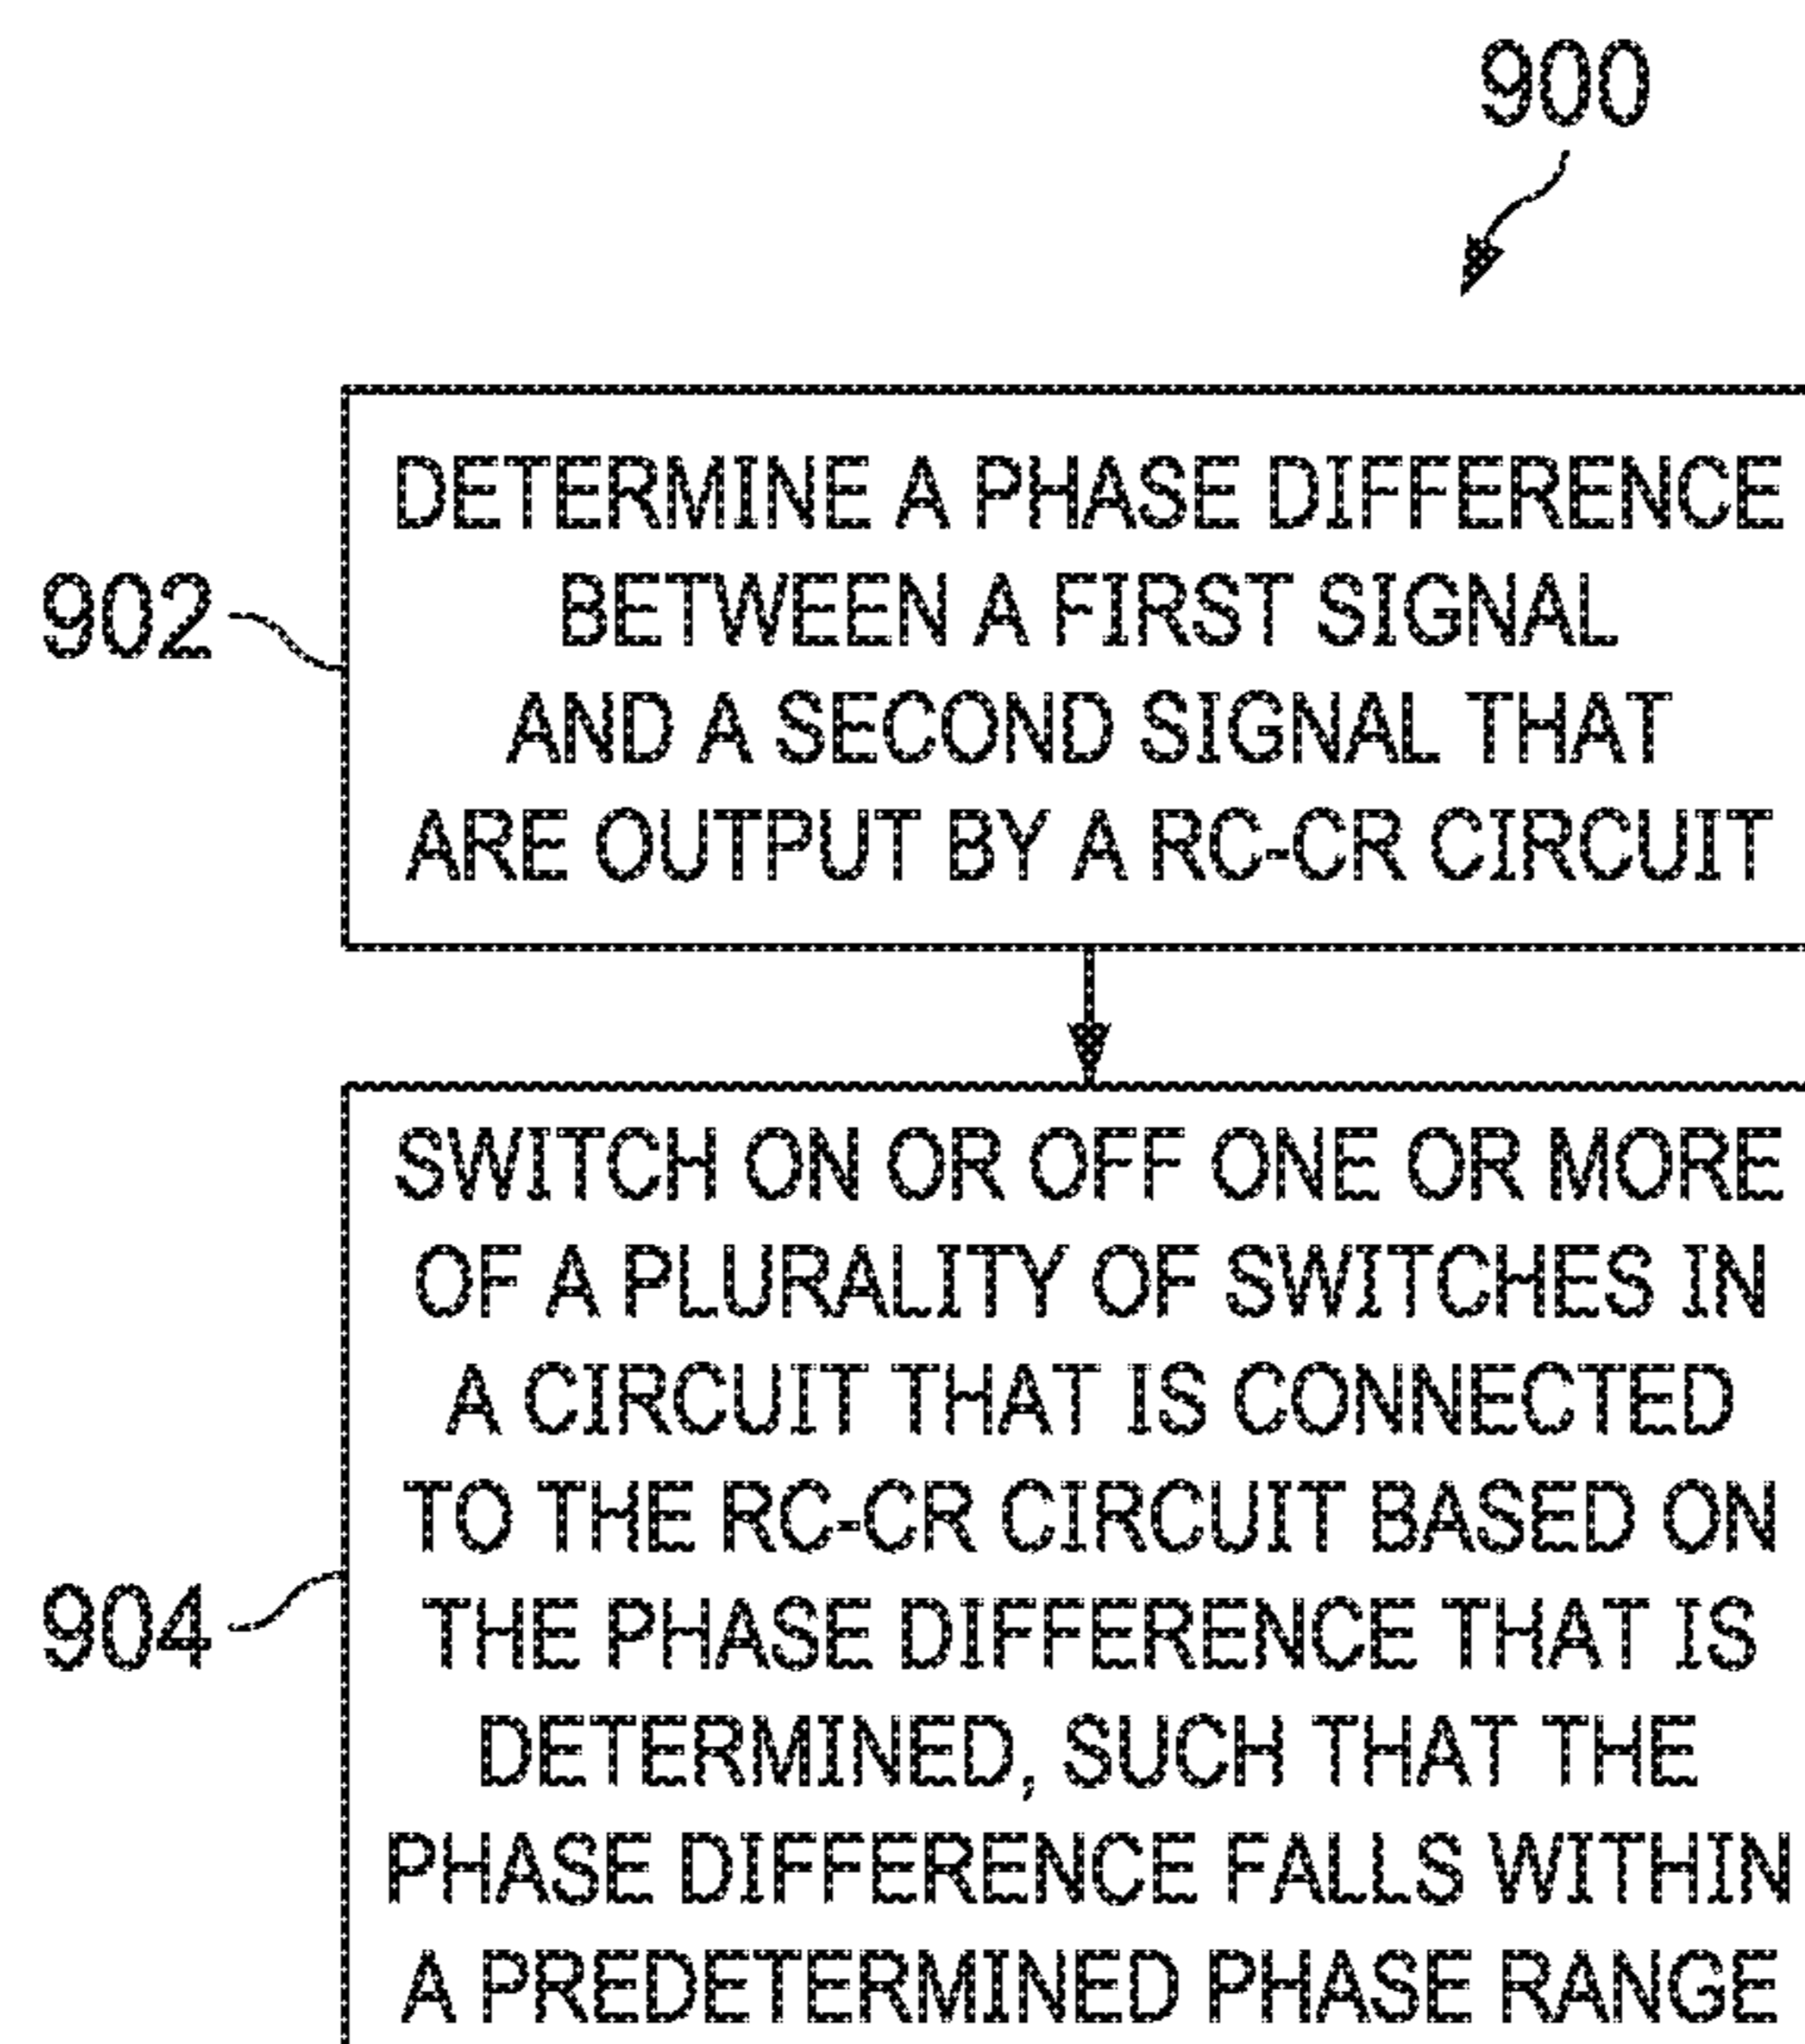 900
DETERMINE A PHASE DIFFERENCE
BETWEEN A FIRST SIGNAL
AND A SECOND SIGNAL THAT
ARE OUTPUT BY A RC-CR CIRCUIT
902
SWITCH ON OR OFF ONE OR MORE
OF A PLURALITY OF SWITCHES IN
A CIRCUIT THAT IS CONNECTED
TO THE RC-CR CIRCUIT BASED ON
THE PHASE DIFFERENCE THAT IS
DETERMINED, SUCH THAT THE
PHASE DIFFERENCE FALLS WITHIN
A PREDETERMINED PHASE RANGE
904